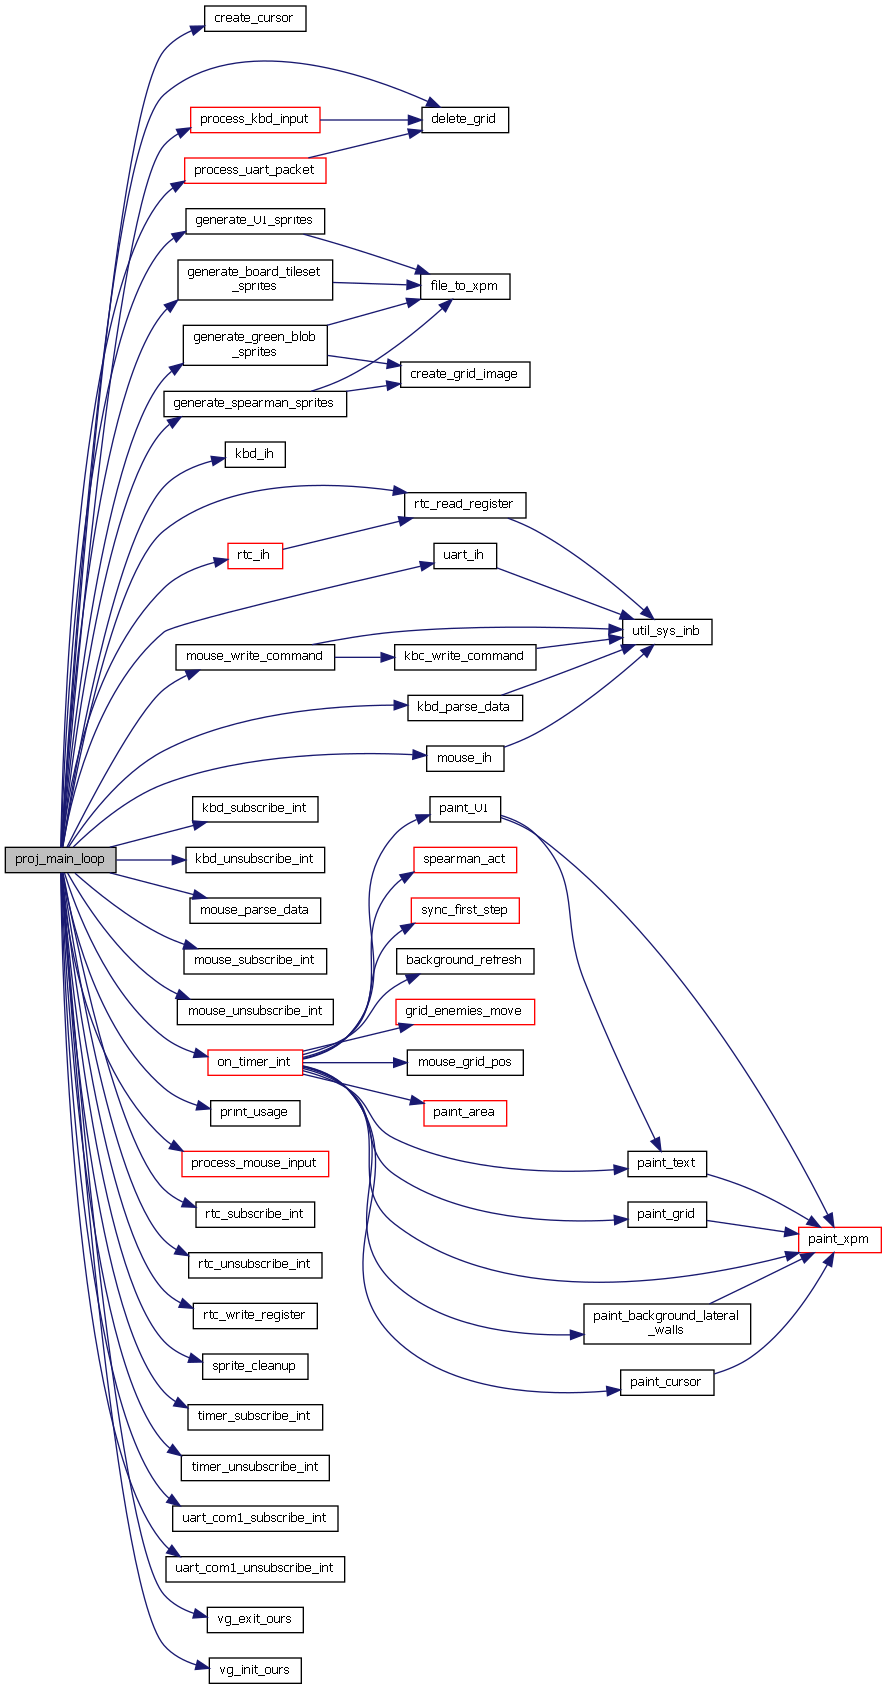 create_cursor
delete_grid
process_kbd_input
process_uart_packet
generate_UI_sprites
generate_board_tileset
_sprites
file_to_xpm
generate_green_blob
_sprites
create_grid_image
generate_spearman_sprites
kbd_ih
rtc_read_register
rtc_ih
uart_ih
util_sys_inb
mouse_write_command
kbc_write_command
kbd_parse_data
mouse_ih
kbd_subscribe_int
paint_UI
proj_main_loop
kbd_unsubscribe_int
spearman_act
mouse_parse_data
sync_first_step
mouse_subscribe_int
background_refresh
mouse_unsubscribe_int
grid_enemies_move
on_timer_int
mouse_grid_pos
print_usage
paint_area
process_mouse_input
paint_text
rtc_subscribe_int
paint_grid
paint_xpm
rtc_unsubscribe_int
rtc_write_register
paint_background_lateral
_walls
sprite_cleanup
paint_cursor
timer_subscribe_int
timer_unsubscribe_int
uart_com1_subscribe_int
uart_com1_unsubscribe_int
vg_exit_ours
vg_init_ours